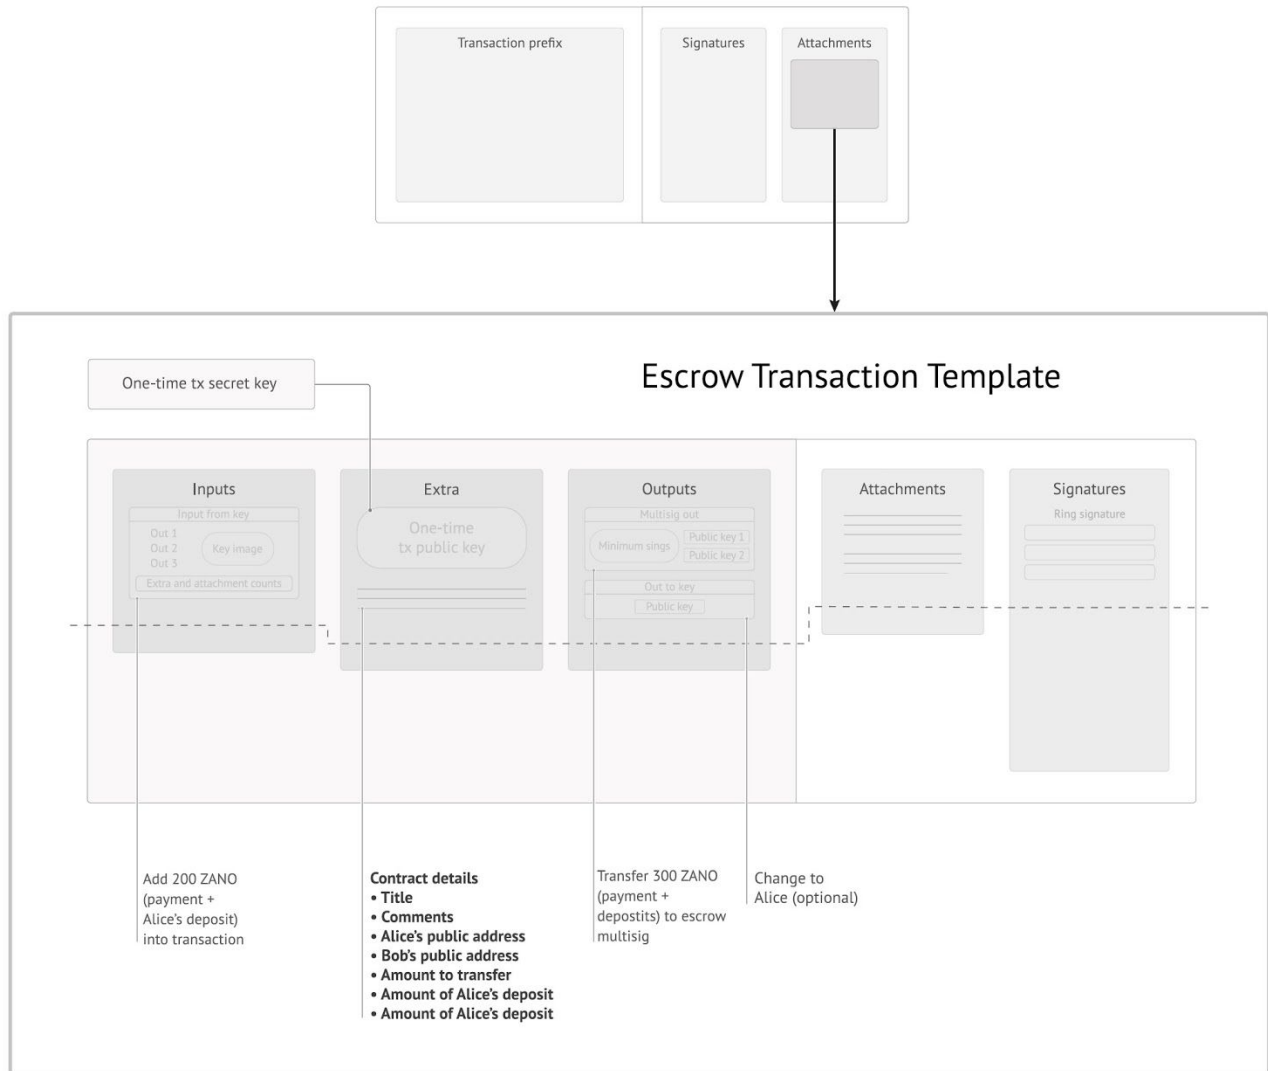 Transaction prefix
Signatures
Attachments
One-time tx secret key
Escrow Transaction Template
Inputs
Input from key
Out 1
Out 2
Out 3
Key image
Extra and attachment counts
Extra
One-time
tx public key
Outputs
Multisig out
Minimum sings
Public key 1
Public key 2
Out to key
Public key
Attachments
Signatures
Ring signature
Add 200 ZANO
(payment +
Alice's deposit)
into transaction
Contract details
• Title
• Comments
• Alice's public address
• Bob's public address
• Amount to transfer
• Amount of Alice's deposit
• Amount of Alice's deposit
Transfer 300 ZANO
(payment +
depostits) to escrow
multisig
Change to
Alice (optional)